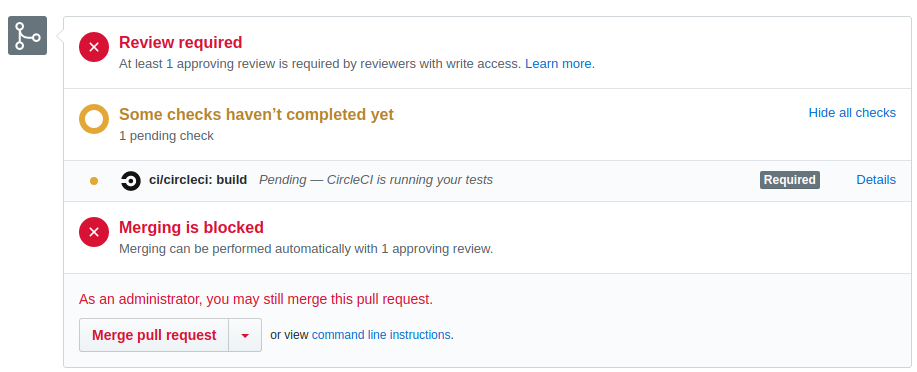 Review required
At least 1 approving review is required by reviewers with write access. Learn more.
Some checks haven’t completed yet
Hide all checks
1 pending check
ci/circleci: build Pending — CircleCI is running your tests Required Details
Merging is blocked
Merging can be performed automatically with 1 approving review.
As an administrator, you may still merge this pull request.
Merge pull request or view command line instructions.